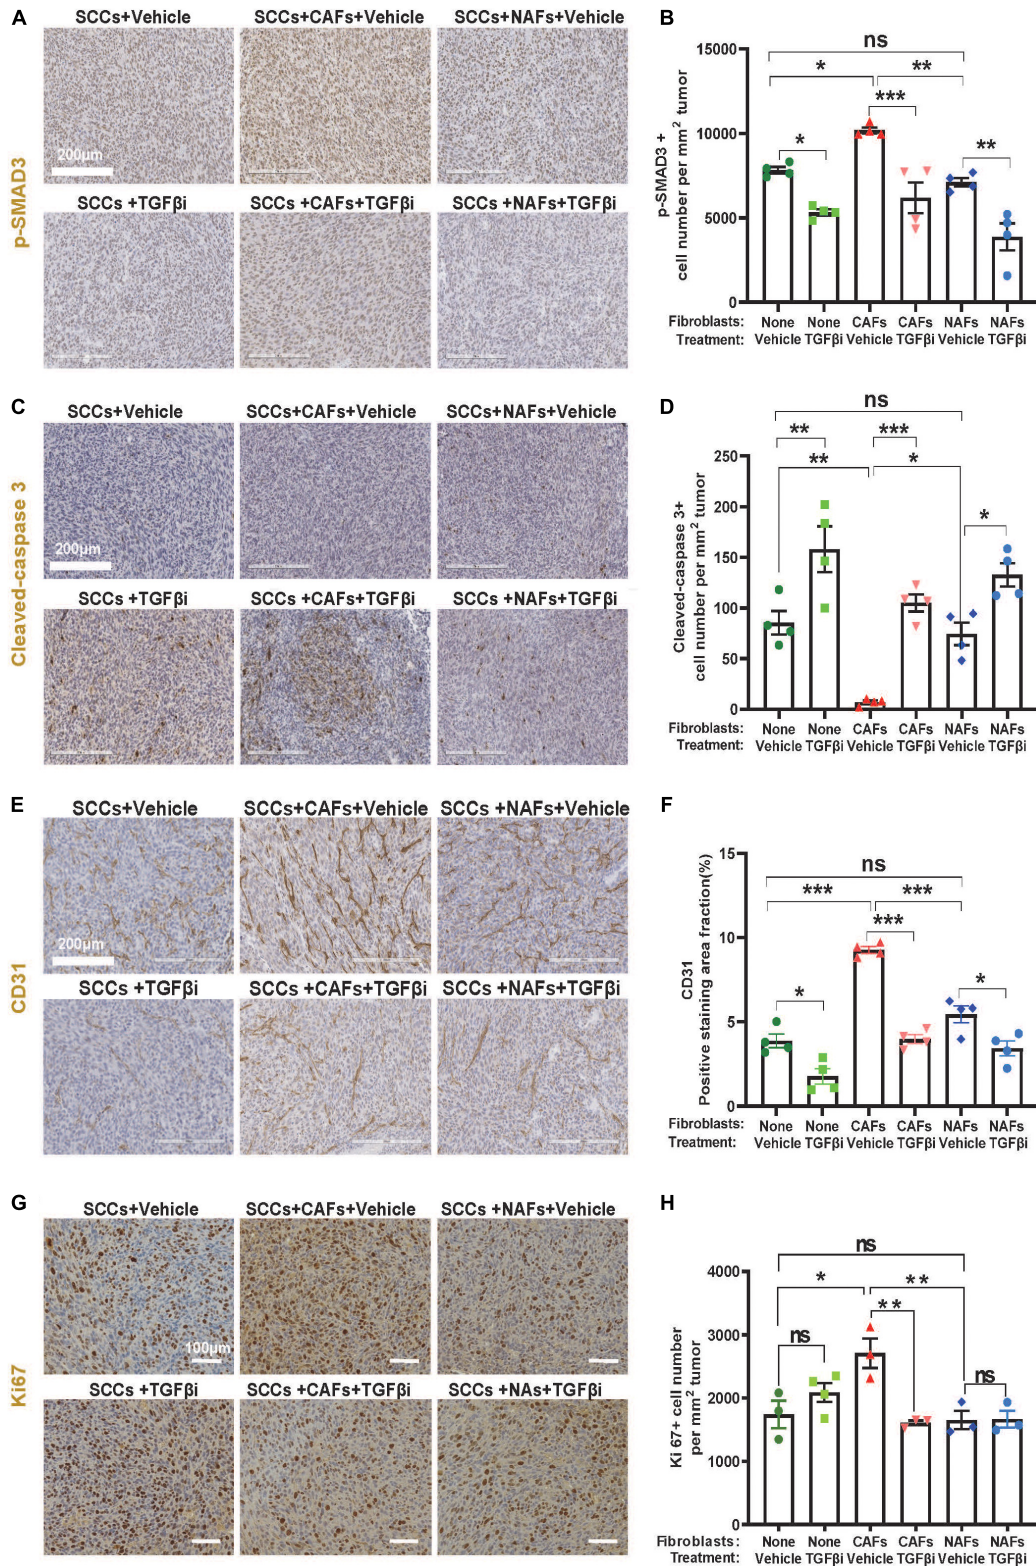 A
SCCs+Vehicle
SCCs+CAFs+Vehicle
SCCs+NAFs+Vehicle
p-SMAD3
200µm
SCCs +TGFβi
SCCs +CAFs+TGFβi
SCCs+NAFs+TGFβi
B
ns
* **
***
* **
p-SMAD3 +
cell number per mm² tumor
15000
10000
5000
0
Fibroblasts: None None CAFs CAFs NAFs NAFs
Treatment: Vehicle TGFβi Vehicle TGFβi Vehicle TGFβi
C
SCCs+Vehicle
SCCs+CAFs+Vehicle
SCCs+NAFs+Vehicle
Cleaved-caspase 3
200µm
SCCs +TGFβi
SCCs +CAFs+TGFβi
SCCs +NAFs+TGFβi
D
ns
** ***
** *
*
Cleaved-caspase 3+
cell number per mm² tumor
250
200
150
100
50
0
Fibroblasts: None None CAFs CAFs NAFs NAFs
Treatment: Vehicle TGFβi Vehicle TGFβi Vehicle TGFβi
E
SCCs+Vehicle
SCCs+CAFs+Vehicle
SCCs +NAFs+Vehicle
CD31
200µm
SCCs +TGFβi
SCCs +CAFs+TGFβi
SCCs +NAFs+TGFβi
F
ns
*** ***
***
* *
CD31
Positive staining area fraction(%)
15
10
5
0
Fibroblasts: None None CAFs CAFs NAFs NAFs
Treatment: Vehicle TGFβi Vehicle TGFβi Vehicle TGFβi
G
SCCs+Vehicle
SCCs+CAFs+Vehicle
SCCs +NAFs+Vehicle
Ki67
100µm
SCCs +TGFβi
SCCs +CAFs+TGFβi
SCCs +NAs+TGFβi
H
ns
* **
**
ns ns
Ki 67+ cell number
per mm² tumor
4000
3000
2000
1000
0
Fibroblasts: None None CAFs CAFs NAFs NAFs
Treatment: Vehicle TGFβi Vehicle TGFβi Vehicle TGFβi